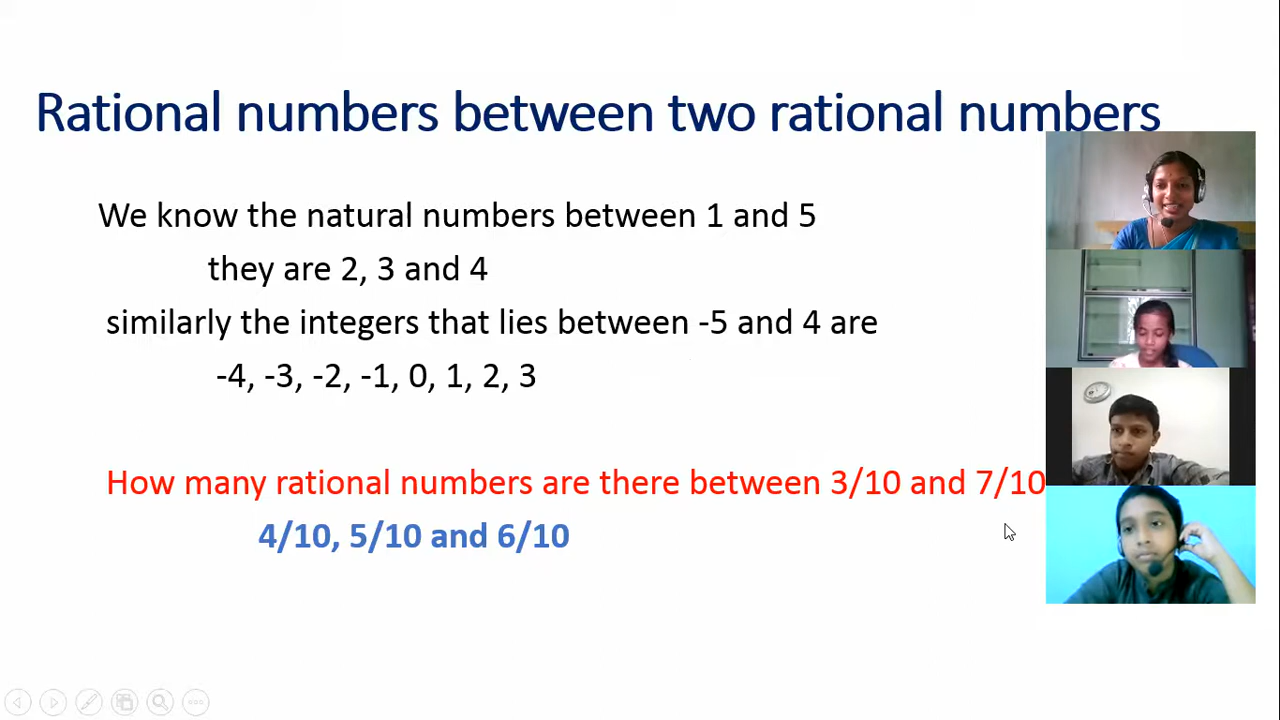 Rational numbers between two rational numbers
We know the natural numbers between 1 and 5
they are 2, 3 and 4
similarly the integers that lies between -5 and 4 are
-4, -3, -2, -1, 0, 1, 2, 3
How many rational numbers are there between 3/10 and 7/10
4/10, 5/10 and 6/10